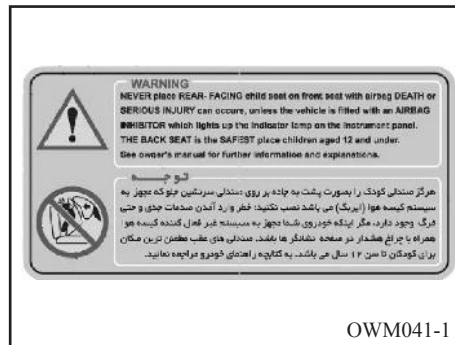 WARNING
NEVER place REAR- FACING child seat on front seat with airbag DEATH or
SERIOUS INJURY can occure, unless the vehicle is fitted with an AIRBAG
INHIBITOR which lights up the indicator lamp on the instrument panel.
THE BACK SEAT is the SAFEST place children aged 12 and under.
See owner's manual for further information and explanations.
توجه
هرگز صندلی کودک را بصورت پشت به جاده بر روی صندلی سرنشین جلو که مجهز به
سیستم کیسه هوا (ایربگ) می باشد نصب نکنید؛ خطر وارد آمدن صدمات جدی و حتی
مرگ وجود دارد، مگر اینکه خودروی شما مجهز به سیستم غیر فعال کننده کیسه هوا
همراه با چراغ هشدار در صفحه نشانگر ها باشد. صندلی های عقب مطمئن ترین مکان
برای کودکان تا سن ۱۲ سال می باشد. به کتابچه راهنمای خودرو مراجعه نمایید.
OWM041-1